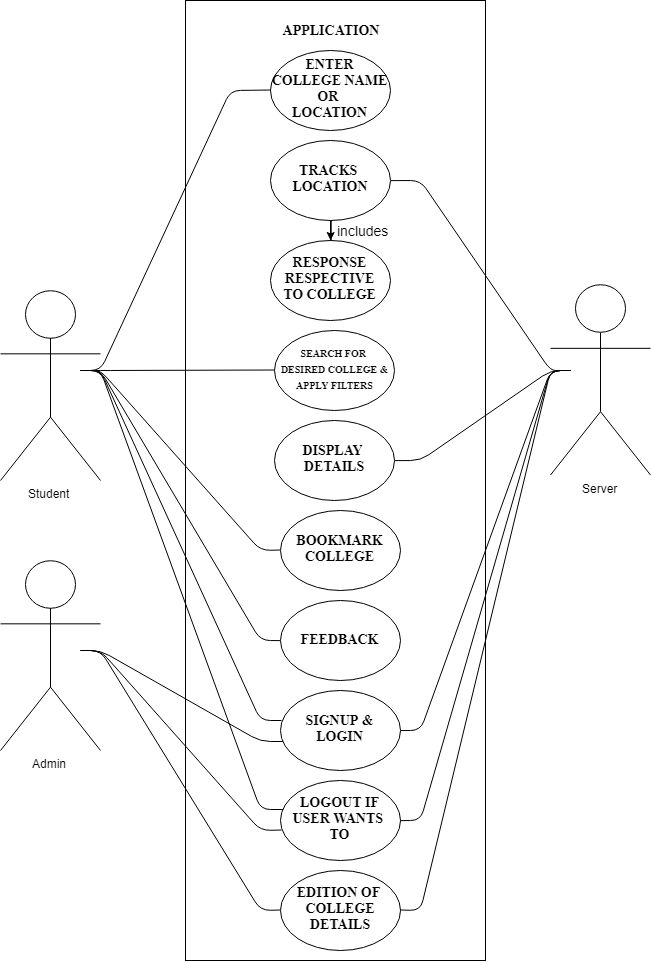 APPLICATION
ENTER
COLLEGE NAME
OR
LOCATION
TRACKS
LOCATION
includes
RESPONSE
RESPECTIVE
TO COLLEGE
SEARCH FOR
DESIRED COLLEGE &
APPLY FILTERS
DISPLAY
DETAILS
Student
Server
BOOKMARK
COLLEGE
FEEDBACK
SIGNUP &
LOGIN
Admin
LOGOUT IF
USER WANTS
TO
EDITION OF
COLLEGE
DETAILS